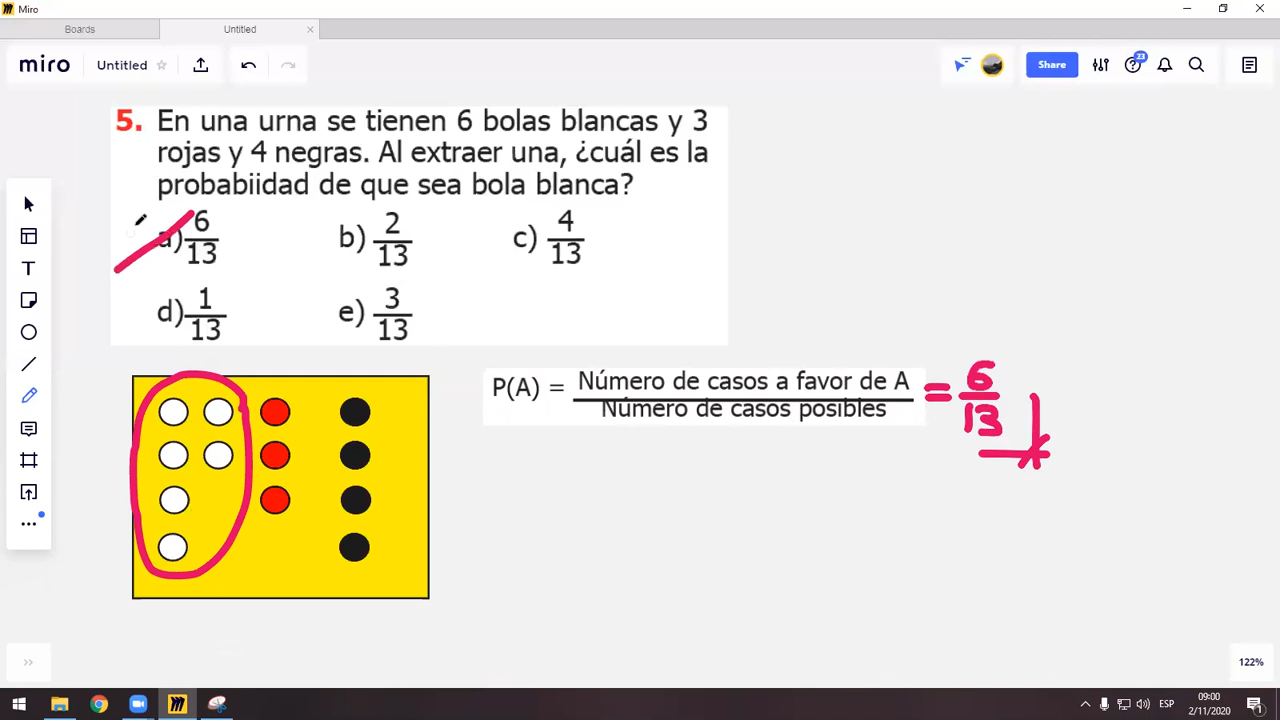 Miro
Boards
Untitled
miro
Untitled
23
Share
5. En una urna se tienen 6 bolas blancas y 3
rojas y 4 negras. Al extraer una, ¿cuál es la
probabiidad de que sea bola blanca?
a) 6/13 b) 2/13 c) 4/13
d) 1/13 e) 3/13
P(A) = Número de casos a favor de A / Número de casos posibles = 6/13
122%
ESP
09:00
2/11/2020
1